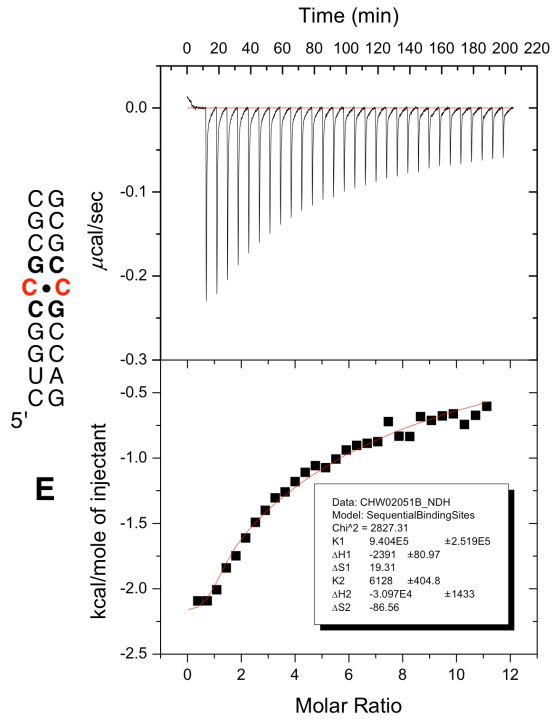 Time (min)
0 20 40 60 80 100 120 140 160 180 200 220
0.0
-0.1
-0.2
-0.3
µcal/sec
C G
G C
C G
G C
C • C
C G
G C
G C
U A
C G
5'
E
-0.5
-1.0
-1.5
-2.0
-2.5
kcal/mole of injectant
Data: CHW02051B_NDH
Model: SequentialBindingSites
Chi^2 = 2827.31
K1 9.404E5 ±2.519E5
ΔH1 -2391 ±80.97
ΔS1 19.31
K2 6128 ±404.8
ΔH2 -3.097E4 ±1433
ΔS2 -86.56
0 2 4 6 8 10 12
Molar Ratio